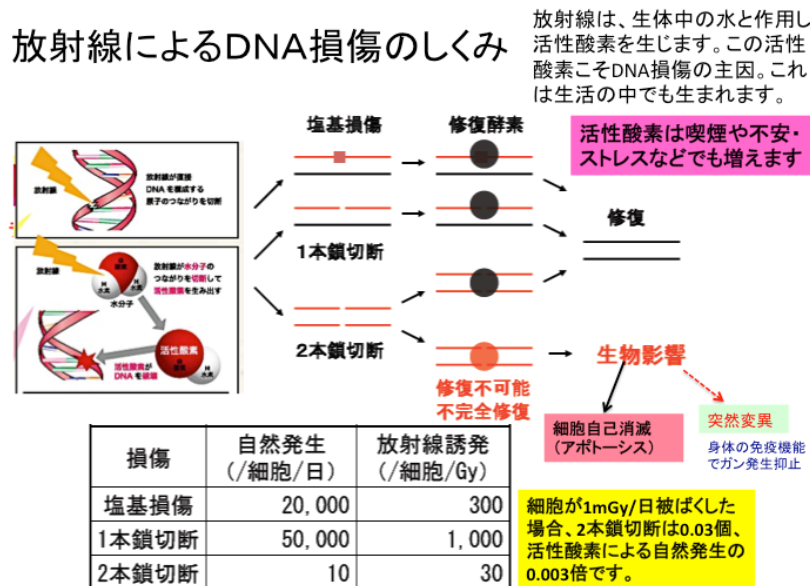 放射線によるDNA損傷のしくみ
放射線は、生体中の水と作用し
活性酸素を生じます。この活性
酸素こそDNA損傷の主因。これ
は生活の中でも生まれます。
活性酸素は喫煙や不安・
ストレスなどでも増えます
塩基損傷
修復酵素
放射線
放射線が直接
DNAを構成する
原子のつながりを切断
1本鎖切断
修復
放射線
放射線が水分子の
つながりを切断して
活性酸素を生み出す
H
水素
H
水素
水分子
活性酸素
H
水素
活性酸素が
DNAを破壊
2本鎖切断
修復不可能
不完全修復
生物影響
細胞自己消滅
（アポトーシス）
突然変異
身体の免疫機能
でガン発生抑止
損傷 自然発生(/細胞/日) 放射線誘発(/細胞/Gy)
塩基損傷 20,000 300
1本鎖切断 50,000 1,000
2本鎖切断 10 30
細胞が1mGy/日被ばくした
場合、2本鎖切断は0.03個、
活性酸素による自然発生の
0.003倍です。